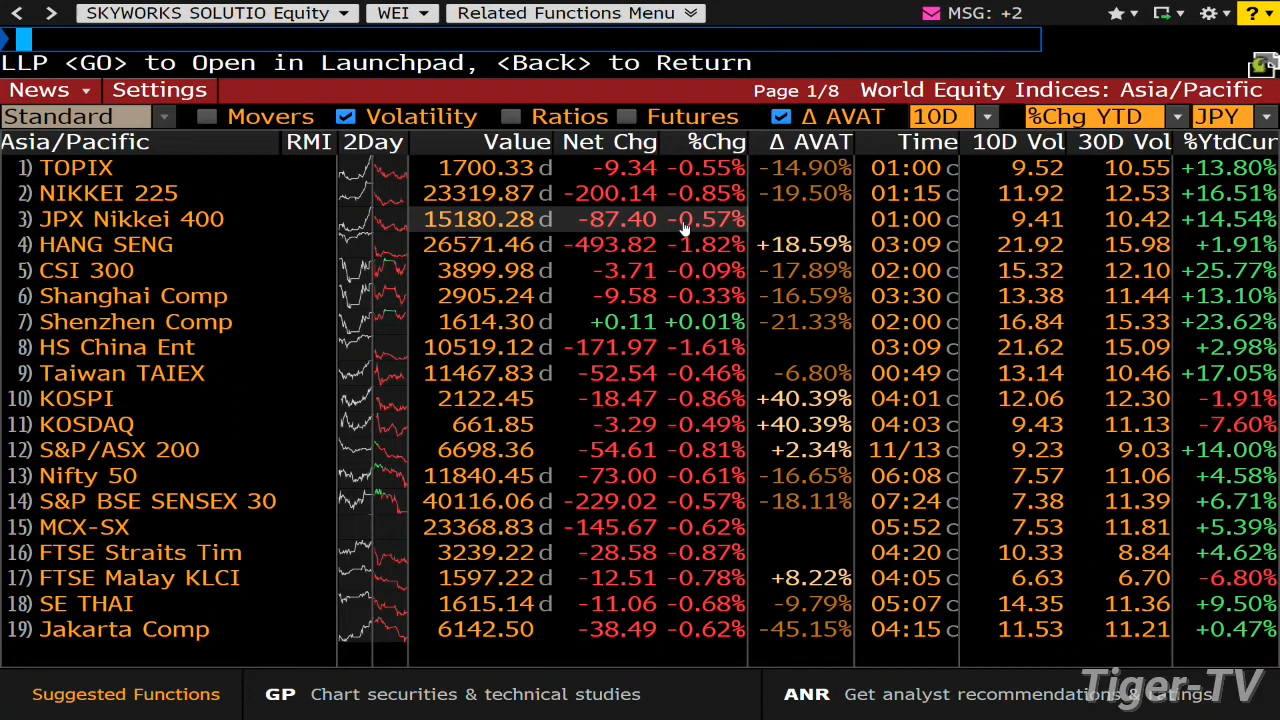 SKYWORKS SOLUTIO Equity WEI Related Functions Menu MSG: +2 ?
LLP <GO> to Open in Launchpad, <Back> to Return
News Settings Page 1/8 World Equity Indices: Asia/Pacific
Standard Movers Volatility Ratios Futures Δ AVAT 10D %Chg YTD JPY
Asia/Pacific RMI 2Day Value Net Chg %Chg Δ AVAT Time 10D Vol 30D Vol %YtdCur
1) TOPIX 1700.33 d -9.34 -0.55% -14.90% 01:00 c 9.52 10.55 +13.80%
2) NIKKEI 225 23319.87 d -200.14 -0.85% -19.50% 01:15 c 11.92 12.53 +16.51%
3) JPX Nikkei 400 15180.28 d -87.40 -0.57% 01:00 c 9.41 10.42 +14.54%
4) HANG SENG 26571.46 d -493.82 -1.82% +18.59% 03:09 c 21.92 15.98 +1.91%
5) CSI 300 3899.98 d -3.71 -0.09% -17.89% 02:00 c 15.32 12.10 +25.77%
6) Shanghai Comp 2905.24 d -9.58 -0.33% -16.59% 03:30 c 13.38 11.44 +13.10%
7) Shenzhen Comp 1614.30 d +0.11 +0.01% -21.33% 02:00 c 16.84 15.33 +23.62%
8) HS China Ent 10519.12 d -171.97 -1.61% 03:09 c 21.62 15.09 +2.98%
9) Taiwan TAIEX 11467.83 d -52.54 -0.46% -6.80% 00:49 c 13.14 10.46 +17.05%
10) KOSPI 2122.45 -18.47 -0.86% +40.39% 04:01 c 12.06 12.30 -1.91%
11) KOSDAQ 661.85 -3.29 -0.49% +40.39% 04:03 c 9.43 11.13 -7.60%
12) S&P/ASX 200 6698.36 -54.61 -0.81% +2.34% 11/13 c 9.23 9.03 +14.00%
13) Nifty 50 11840.45 d -73.00 -0.61% -16.65% 06:08 c 7.57 11.06 +4.58%
14) S&P BSE SENSEX 30 40116.06 d -229.02 -0.57% -18.11% 07:24 c 7.38 11.39 +6.71%
15) MCX-SX 23368.83 d -145.67 -0.62% 05:52 c 7.53 11.81 +5.39%
16) FTSE Straits Tim 3239.22 d -28.58 -0.87% 04:20 c 10.33 8.84 +4.62%
17) FTSE Malay KLCI 1597.22 d -12.51 -0.78% +8.22% 04:05 c 6.63 6.70 -6.80%
18) SE THAI 1615.14 d -11.06 -0.68% -9.79% 05:07 c 14.35 11.36 +9.50%
19) Jakarta Comp 6142.50 -38.49 -0.62% -45.15% 04:15 c 11.53 11.21 +0.47%
Suggested Functions GP Chart securities & technical studies ANR Get analyst recommendations & ratings
Tiger-TV